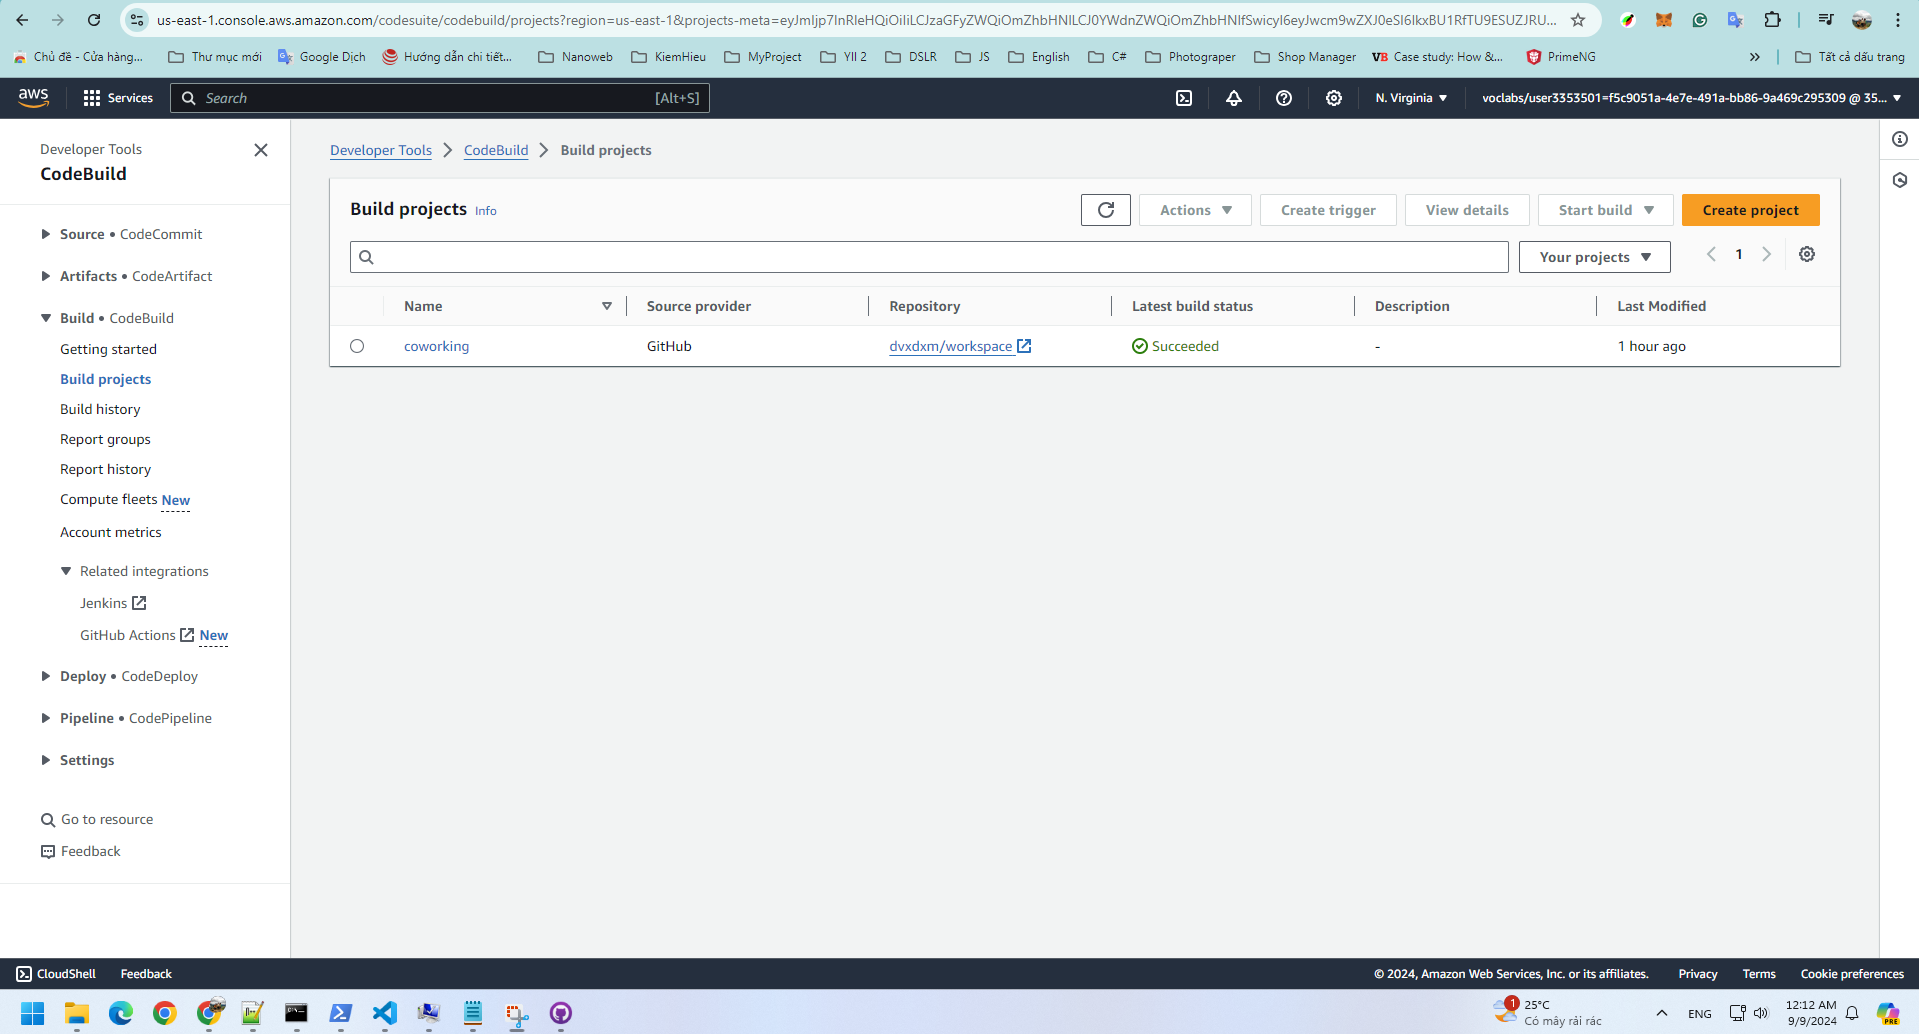 us-east-1.console.aws.amazon.com/codesuite/codebuild/projects?region=us-east-1&projects-meta=
Chủ đề - Cửa hàng...
Thư mục mới
Google Dịch
Hướng dẫn chi tiết...
Nanoweb
KiemHieu
MyProject
YII 2
DSLR
JS
English
C#
Photograper
Shop Manager
VB Case study: How &...
PrimeNG
Tất cả dấu trang
aws
Services
Search
[Alt+S]
N. Virginia
voclabs/user3353501=f5c9051a-4e7e-491a-bb86-9a469c295309 @ 35...
Developer Tools
CodeBuild
Source • CodeCommit
Artifacts • CodeArtifact
Build • CodeBuild
Getting started
Build projects
Build history
Report groups
Report history
Compute fleets New
Account metrics
Related integrations
Jenkins
GitHub Actions New
Deploy • CodeDeploy
Pipeline • CodePipeline
Settings
Go to resource
Feedback
Developer Tools
CodeBuild
Build projects
Build projects Info
Actions
Create trigger
View details
Start build
Create project
Your projects
1
Name
Source provider
Repository
Latest build status
Description
Last Modified
coworking
GitHub
dvxdxm/workspace
Succeeded
-
1 hour ago
CloudShell
Feedback
© 2024, Amazon Web Services, Inc. or its affiliates.
Privacy
Terms
Cookie preferences
1
25°C
Có mây rải rác
ENG
12:12 AM
9/9/2024
PRE